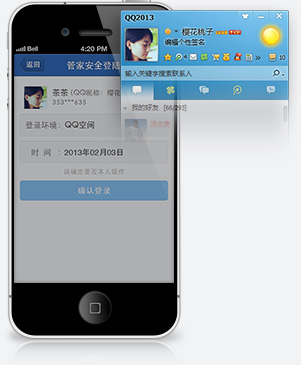 QQ2013
樱花桃子
编辑个性签名
输入关键字搜索联系人
我的好友 [66/293]
Bell 4:20 PM
返回 管家安全登陆
茶茶 (QQ昵称: 樱花
353***635
登录环境: QQ空间
时 间 : 2013年02月03日
请确定是否本人操作
确认登录